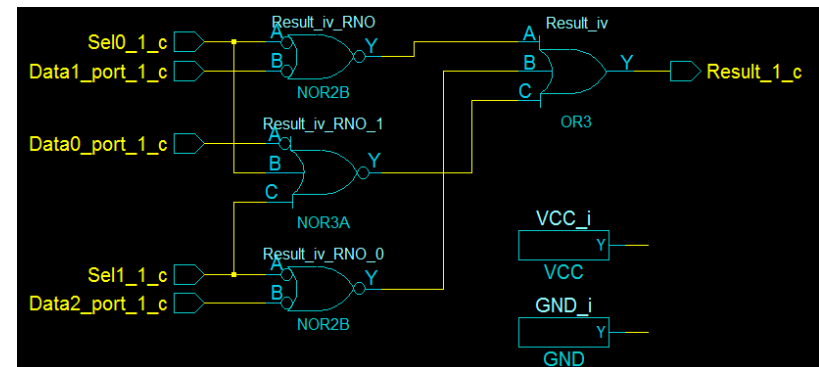 Result_iv_RNO
Result_iv
Sel0_1_c
A
Y
A
Data1_port_1_c
B
B
Y
Result_1_c
NOR2B
C
OR3
Result_iv_RNO_1
Data0_port_1_c
A
B
Y
C
NOR3A
VCC_i
Y
VCC
Result_iv_RNO_0
Sel1_1_c
A
Y
Data2_port_1_c
B
NOR2B
GND_i
Y
GND